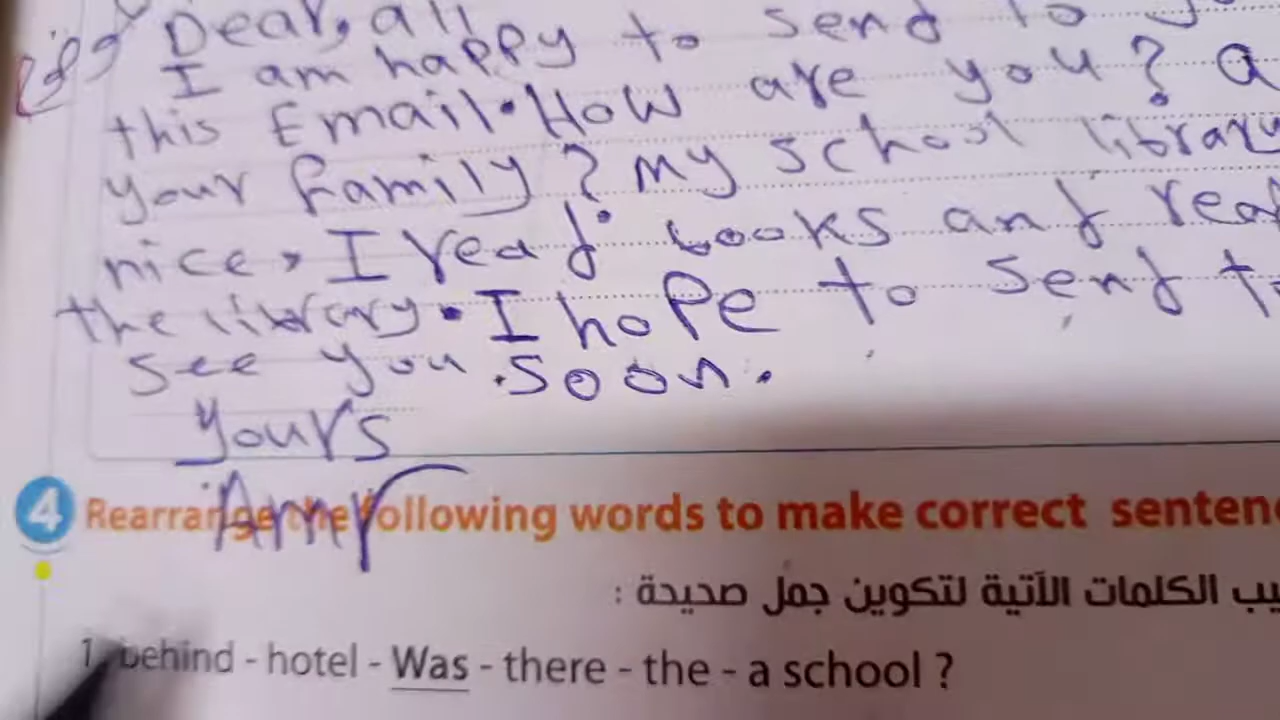 Dear, all
I am happy to send to
this Email. How are you? a
your family? my school library
nice, I read books and read
the library. I hope to send t
see you soon.
yours
Amr
4 Rearrange the following words to make correct senten
يب الكلمات الآتية لتكوين جمل صحيحة :
1. behind - hotel - Was - there - the - a school ?